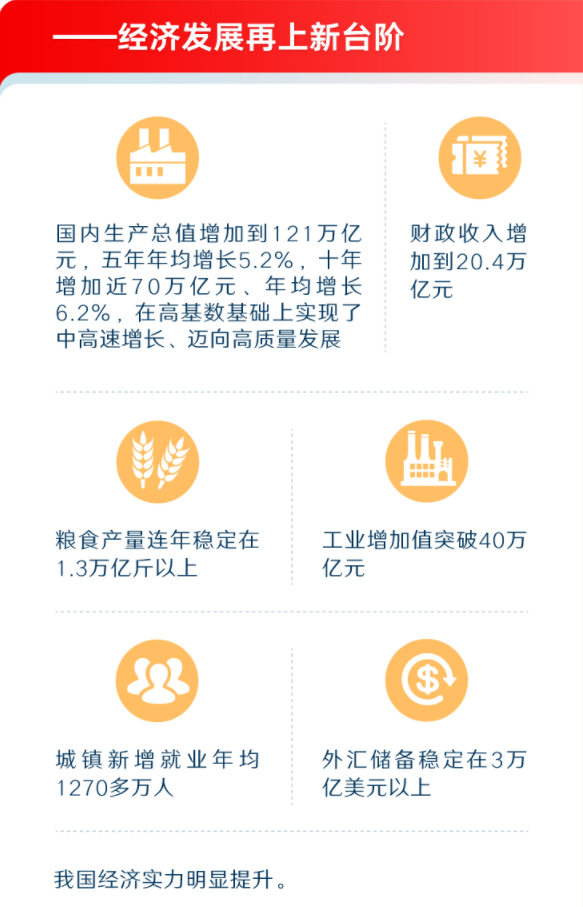 ——经济发展再上新台阶
国内生产总值增加到121万亿
元，五年年均增长5.2%，十年
增加近70万亿元、年均增长
6.2%，在高基数基础上实现了
中高速增长、迈向高质量发展
财政收入增
加到20.4万
亿元
粮食产量连年稳定在
1.3万亿斤以上
工业增加值突破40万
亿元
城镇新增就业年均
1270多万人
外汇储备稳定在3万
亿美元以上
我国经济实力明显提升。